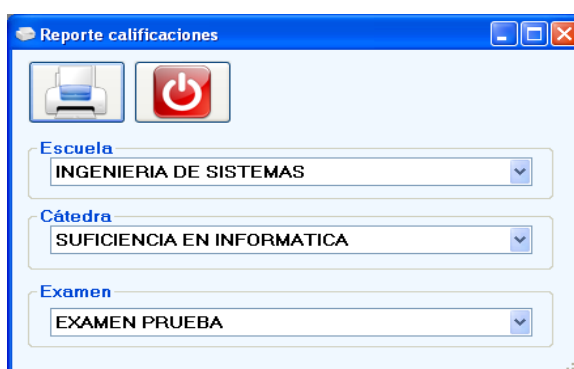 Reporte calificaciones
Escuela
INGENIERIA DE SISTEMAS
Cátedra
SUFICIENCIA EN INFORMATICA
Examen
EXAMEN PRUEBA